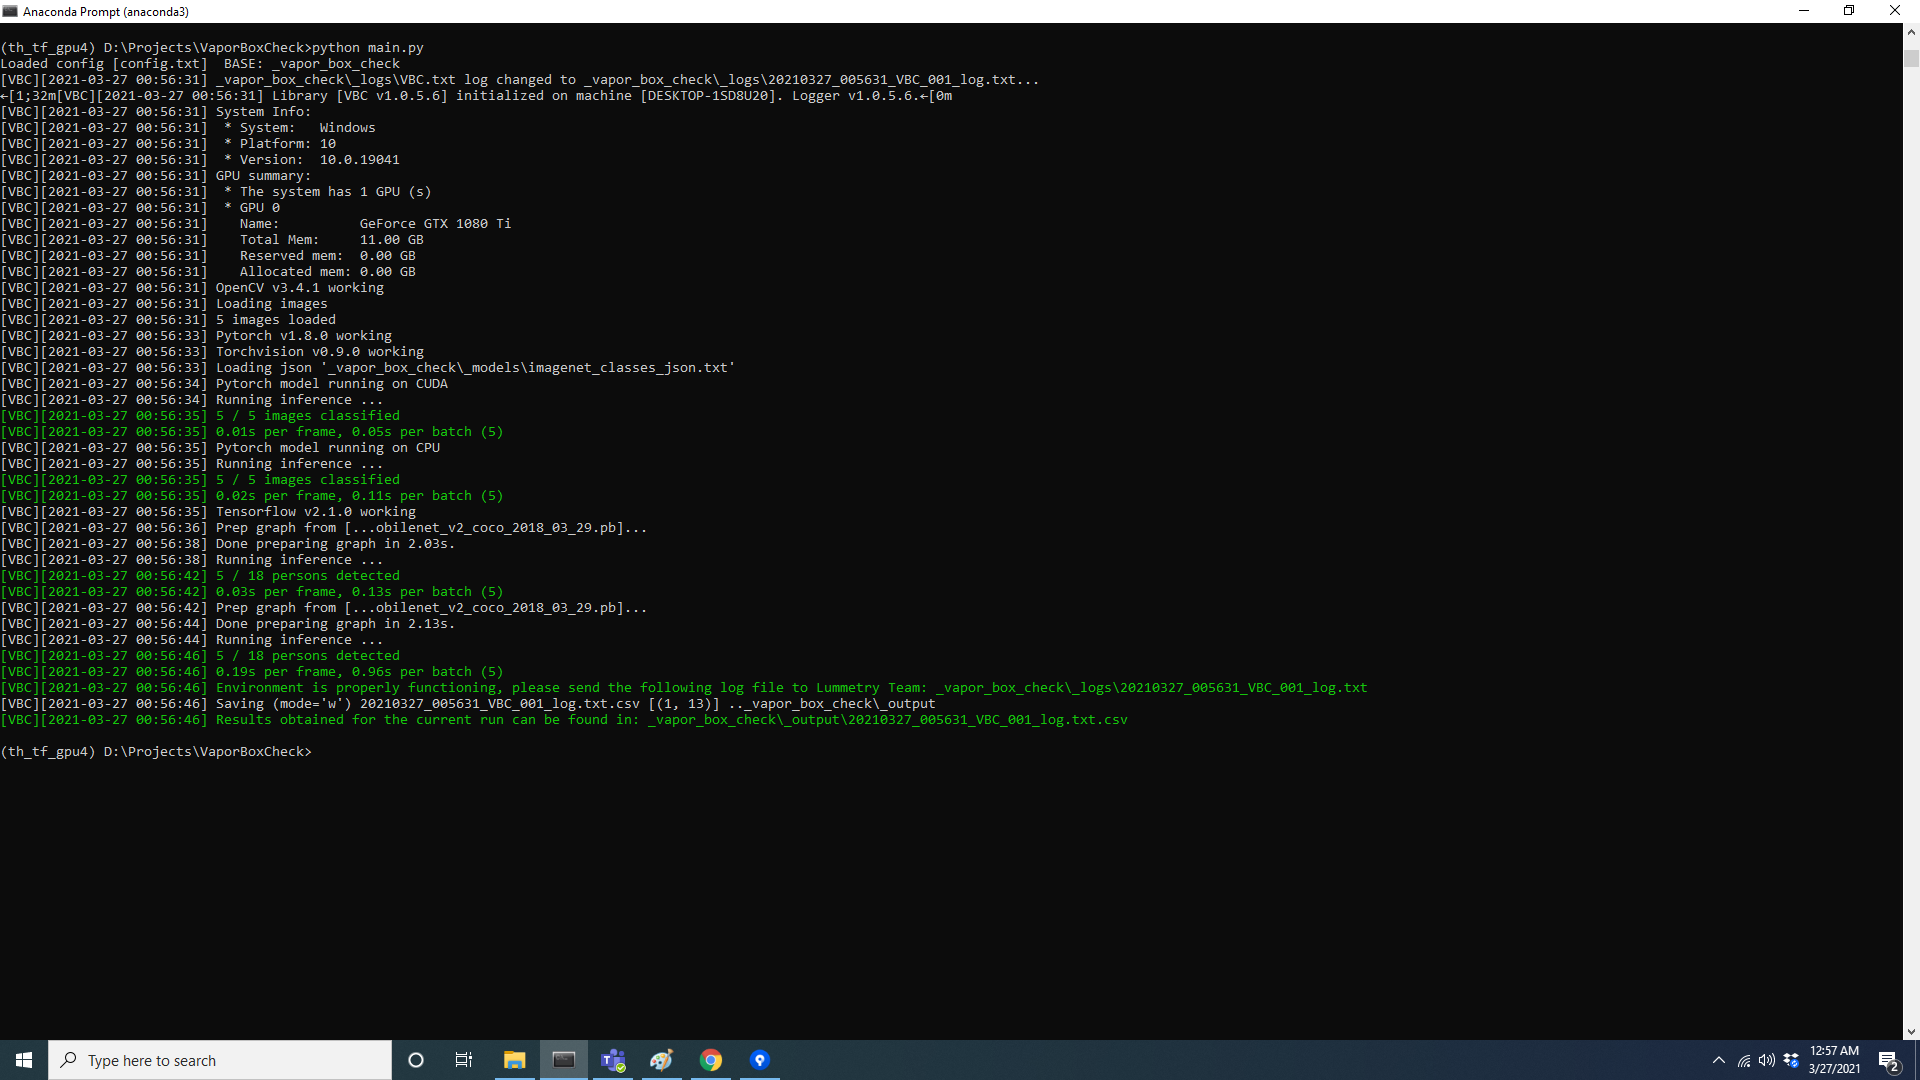 Anaconda Prompt (anaconda3)
(th_tf_gpu4) D:\Projects\VaporBoxCheck>python main.py
Loaded config [config.txt]  BASE: _vapor_box_check
[VBC][2021-03-27 00:56:31] _vapor_box_check\_logs\VBC.txt log changed to _vapor_box_check\_logs\20210327_005631_VBC_001_log.txt...
←[1;32m[VBC][2021-03-27 00:56:31] Library [VBC v1.0.5.6] initialized on machine [DESKTOP-1SD8U20]. Logger v1.0.5.6.←[0m
[VBC][2021-03-27 00:56:31] System Info:
[VBC][2021-03-27 00:56:31]  * System:   Windows
[VBC][2021-03-27 00:56:31]  * Platform: 10
[VBC][2021-03-27 00:56:31]  * Version:  10.0.19041
[VBC][2021-03-27 00:56:31] GPU summary:
[VBC][2021-03-27 00:56:31]  * The system has 1 GPU (s)
[VBC][2021-03-27 00:56:31]  * GPU 0
[VBC][2021-03-27 00:56:31]    Name:          GeForce GTX 1080 Ti
[VBC][2021-03-27 00:56:31]    Total Mem:     11.00 GB
[VBC][2021-03-27 00:56:31]    Reserved mem:  0.00 GB
[VBC][2021-03-27 00:56:31]    Allocated mem: 0.00 GB
[VBC][2021-03-27 00:56:31] OpenCV v3.4.1 working
[VBC][2021-03-27 00:56:31] Loading images
[VBC][2021-03-27 00:56:31] 5 images loaded
[VBC][2021-03-27 00:56:33] Pytorch v1.8.0 working
[VBC][2021-03-27 00:56:33] Torchvision v0.9.0 working
[VBC][2021-03-27 00:56:33] Loading json '_vapor_box_check\_models\imagenet_classes_json.txt'
[VBC][2021-03-27 00:56:34] Pytorch model running on CUDA
[VBC][2021-03-27 00:56:34] Running inference ...
[VBC][2021-03-27 00:56:35] 5 / 5 images classified
[VBC][2021-03-27 00:56:35] 0.01s per frame, 0.05s per batch (5)
[VBC][2021-03-27 00:56:35] Pytorch model running on CPU
[VBC][2021-03-27 00:56:35] Running inference ...
[VBC][2021-03-27 00:56:35] 5 / 5 images classified
[VBC][2021-03-27 00:56:35] 0.02s per frame, 0.11s per batch (5)
[VBC][2021-03-27 00:56:35] Tensorflow v2.1.0 working
[VBC][2021-03-27 00:56:36] Prep graph from [...obilenet_v2_coco_2018_03_29.pb]...
[VBC][2021-03-27 00:56:38] Done preparing graph in 2.03s.
[VBC][2021-03-27 00:56:38] Running inference ...
[VBC][2021-03-27 00:56:42] 5 / 18 persons detected
[VBC][2021-03-27 00:56:42] 0.03s per frame, 0.13s per batch (5)
[VBC][2021-03-27 00:56:42] Prep graph from [...obilenet_v2_coco_2018_03_29.pb]...
[VBC][2021-03-27 00:56:44] Done preparing graph in 2.13s.
[VBC][2021-03-27 00:56:44] Running inference ...
[VBC][2021-03-27 00:56:46] 5 / 18 persons detected
[VBC][2021-03-27 00:56:46] 0.19s per frame, 0.96s per batch (5)
[VBC][2021-03-27 00:56:46] Environment is properly functioning, please send the following log file to Lummetry Team: _vapor_box_check\_logs\20210327_005631_VBC_001_log.txt
[VBC][2021-03-27 00:56:46] Saving (mode='w') 20210327_005631_VBC_001_log.txt.csv [(1, 13)] .._vapor_box_check\_output
[VBC][2021-03-27 00:56:46] Results obtained for the current run can be found in: _vapor_box_check\_output\20210327_005631_VBC_001_log.txt.csv
(th_tf_gpu4) D:\Projects\VaporBoxCheck>
Type here to search
12:57 AM
3/27/2021
2